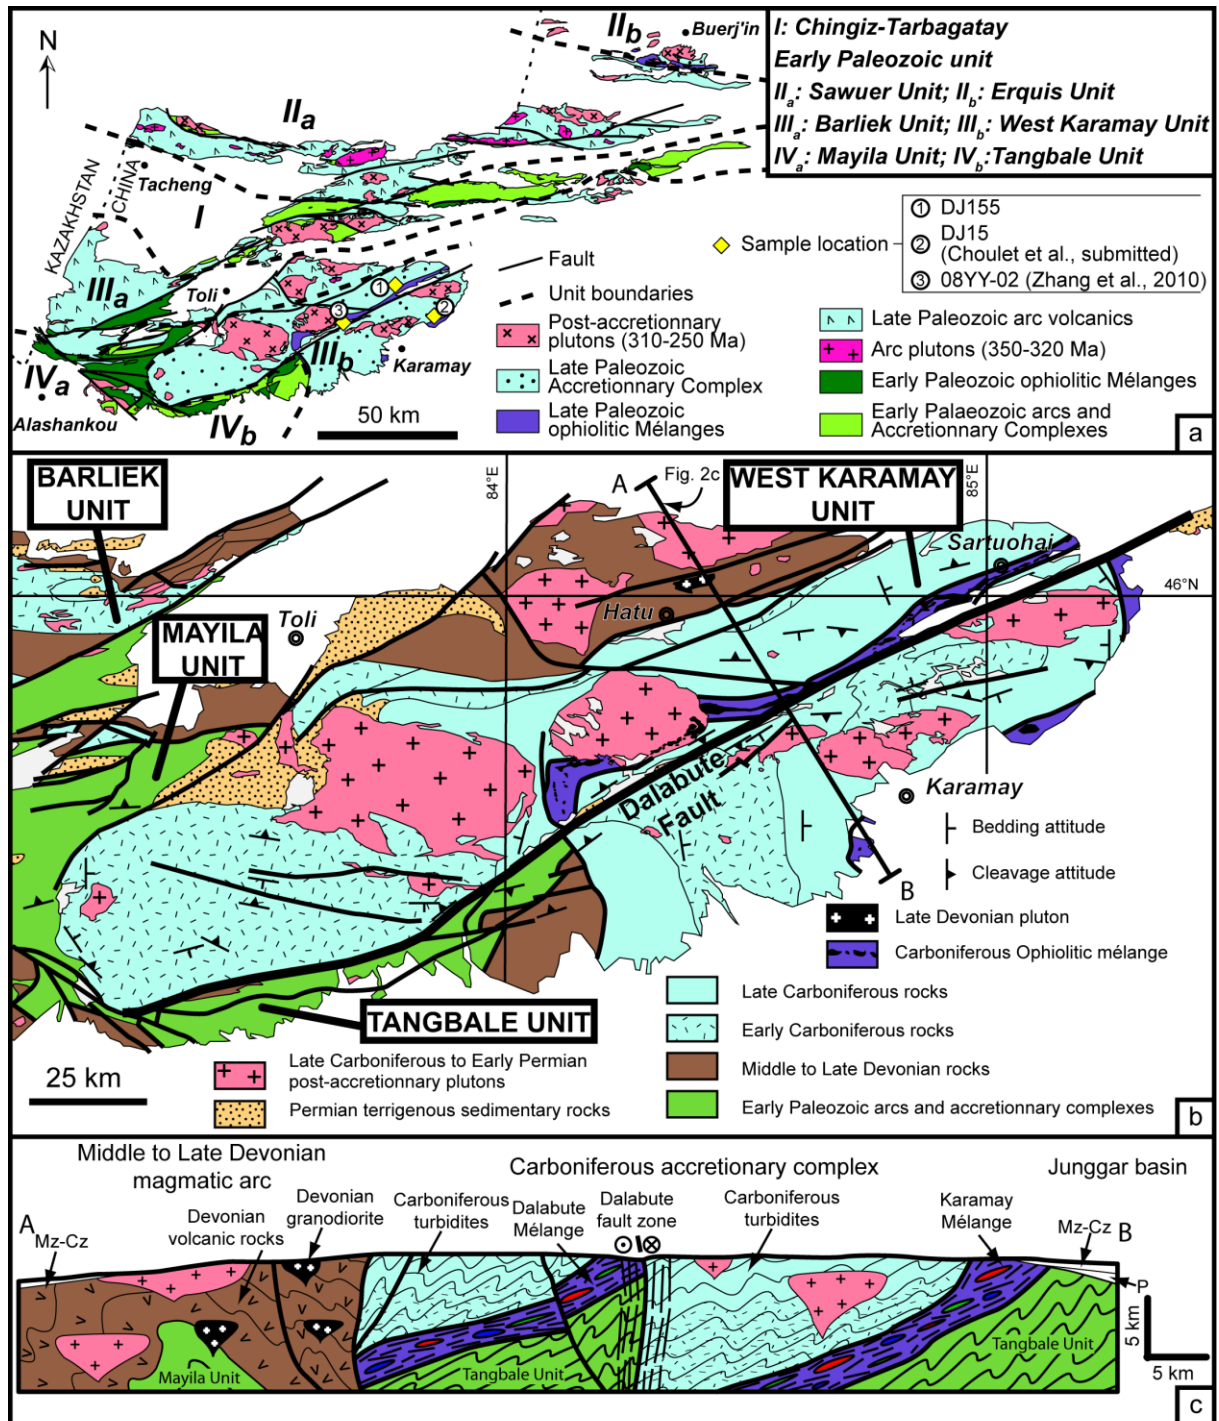 N
KAZAKHSTAN
CHINA
Tacheng
I
IIa
IIb
Buerj'in
IIIa
Toli
IIIb
Karamay
IVa
Alashankou
IVb
50 km
1
2
3
I: Chingiz-Tarbagatay
Early Paleozoic unit
IIa: Sawuer Unit; IIb: Erquis Unit
IIIa: Barliek Unit; IIIb: West Karamay Unit
IVa: Mayila Unit; IVb:Tangbale Unit
Sample location
① DJ155
② DJ15
(Choulet et al., submitted)
③ 08YY-02 (Zhang et al., 2010)
Fault
Unit boundaries
Post-accretionnary
plutons (310-250 Ma)
Late Paleozoic
Accretionnary Complex
Late Paleozoic
ophiolitic Mélanges
Late Paleozoic arc volcanics
Arc plutons (350-320 Ma)
Early Paleozoic ophiolitic Mélanges
Early Palaeozoic arcs and
Accretionnary Complexes
a
BARLIEK
UNIT
MAYILA
UNIT
Toli
84°E
A
Fig. 2c
WEST KARAMAY
UNIT
85°E
Sartuohai
46°N
Hatu
Dalabute
Fault
Karamay
B
TANGBALE UNIT
Bedding attitude
Cleavage attitude
Late Devonian pluton
Carboniferous Ophiolitic mélange
Late Carboniferous rocks
Early Carboniferous rocks
Middle to Late Devonian rocks
Early Paleozoic arcs and accretionnary complexes
25 km
Late Carboniferous to Early Permian
post-accretionnary plutons
Permian terrigenous sedimentary rocks
b
Middle to Late Devonian
magmatic arc
Carboniferous accretionary complex
Junggar basin
A
Mz-Cz
Devonian
volcanic rocks
Devonian
granodiorite
Carboniferous
turbidites
Dalabute
Mélange
Dalabute
fault zone
Carboniferous
turbidites
Karamay
Mélange
Mz-Cz
B
P
Mayila Unit
Tangbale Unit
Tangbale Unit
5 km
5 km
c